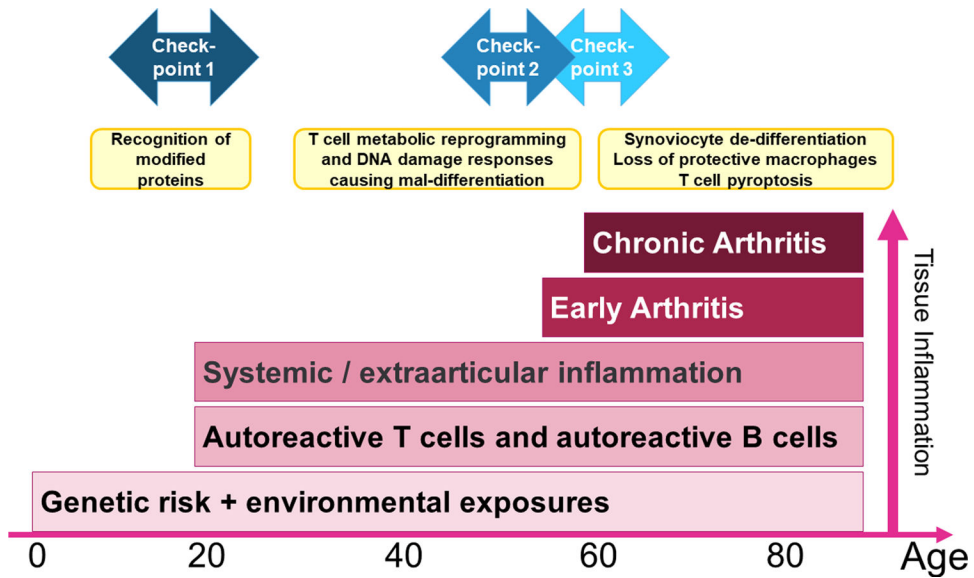 Check-
point 1
Check-
point 2
Check-
point 3
Recognition of
modified
proteins
T cell metabolic reprogramming
and DNA damage responses
causing mal-differentiation
Synoviocyte de-differentiation
Loss of protective macrophages
T cell pyroptosis
Chronic Arthritis
Early Arthritis
Systemic / extraarticular inflammation
Autoreactive T cells and autoreactive B cells
Genetic risk + environmental exposures
Tissue Inflammation
0 20 40 60 80 Age